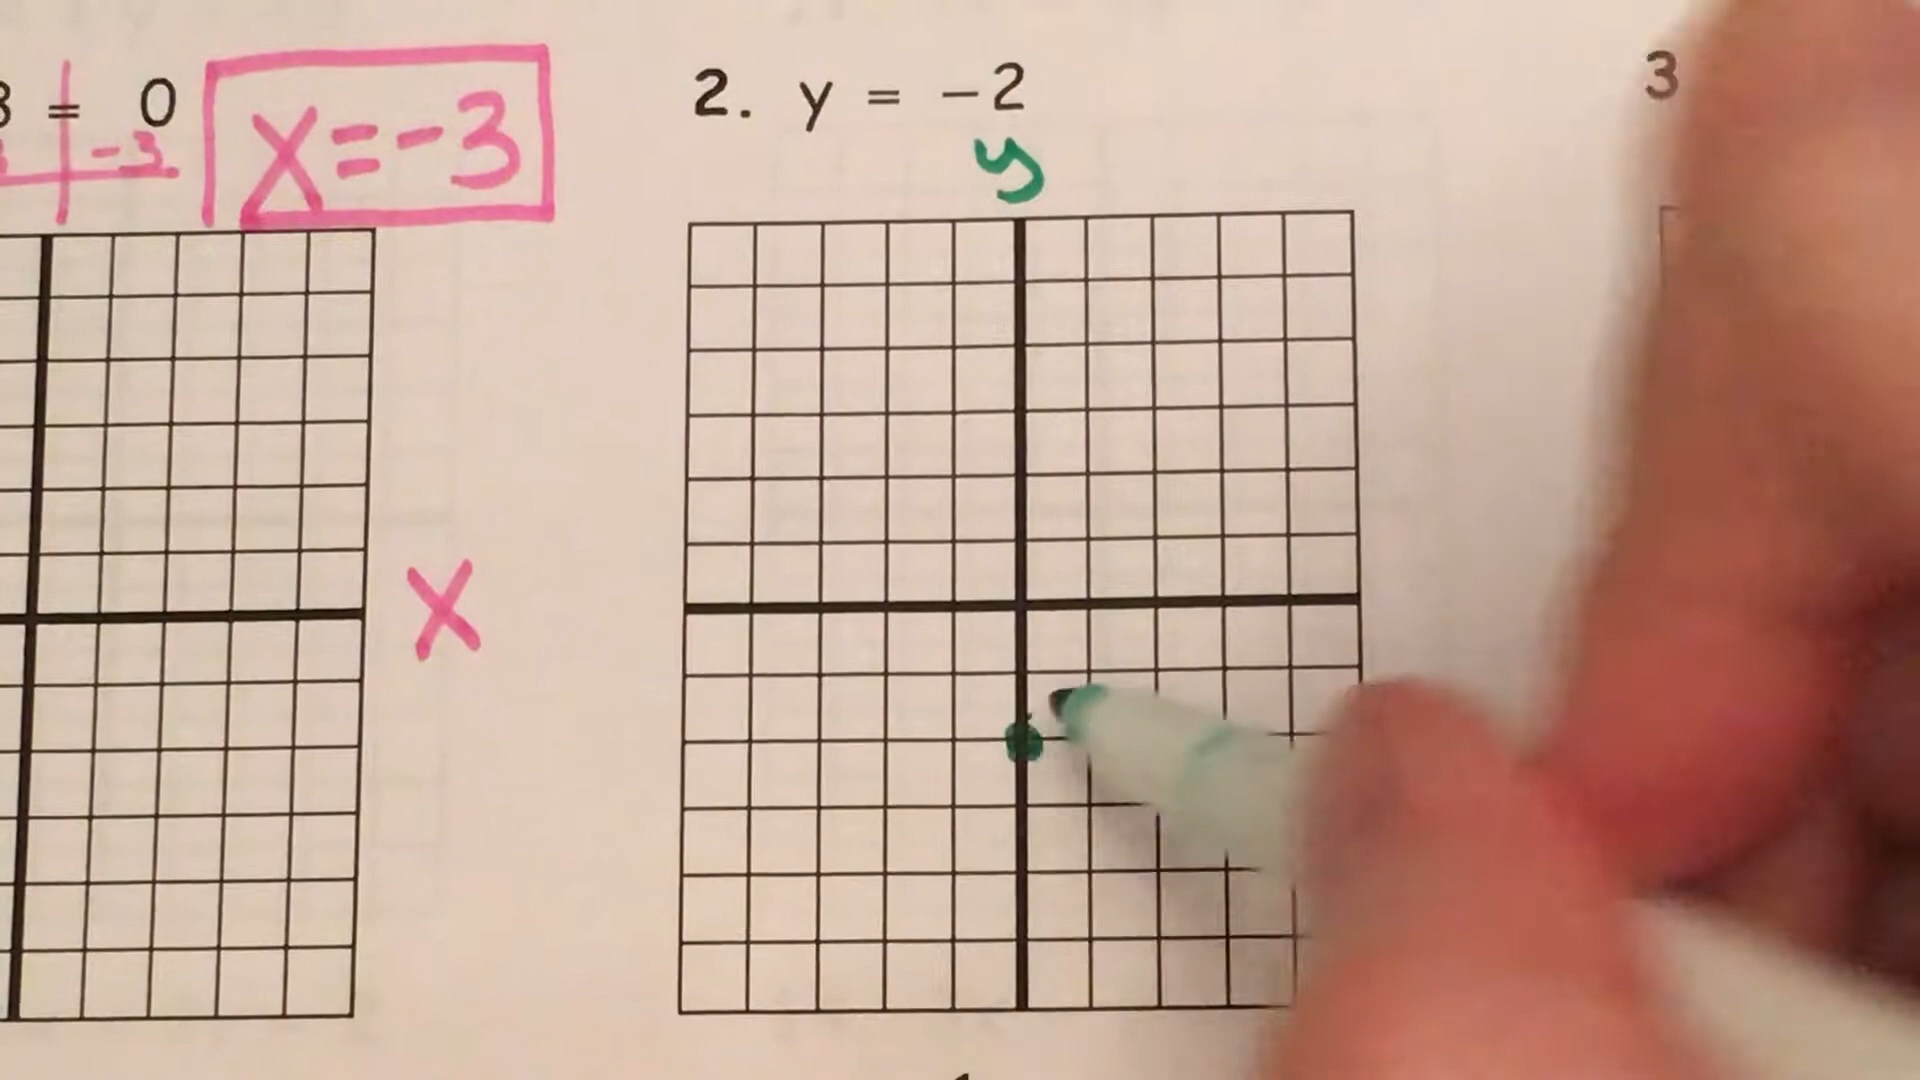 = 0
-3
x=-3
2. y = -2
y
3
X